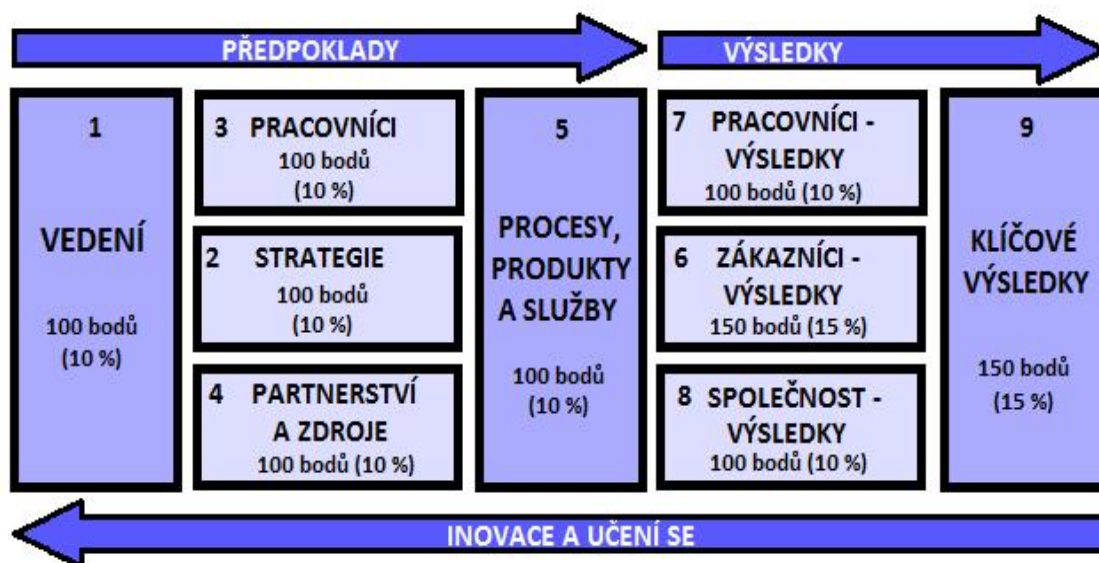 PŘEDPOKLADY
VÝSLEDKY
1
VEDENÍ
100 bodů
(10 %)
3 PRACOVNÍCI
100 bodů
(10 %)
2 STRATEGIE
100 bodů
(10 %)
4 PARTNERSTVÍ
A ZDROJE
100 bodů (10 %)
5
PROCESY,
PRODUKTY
A SLUŽBY
100 bodů
(10 %)
7 PRACOVNÍCI -
VÝSLEDKY
100 bodů (10 %)
6 ZÁKAZNÍCI -
VÝSLEDKY
150 bodů (15 %)
8 SPOLEČNOST -
VÝSLEDKY
100 bodů (10 %)
9
KLÍČOVÉ
VÝSLEDKY
150 bodů
(15 %)
INOVACE A UČENÍ SE